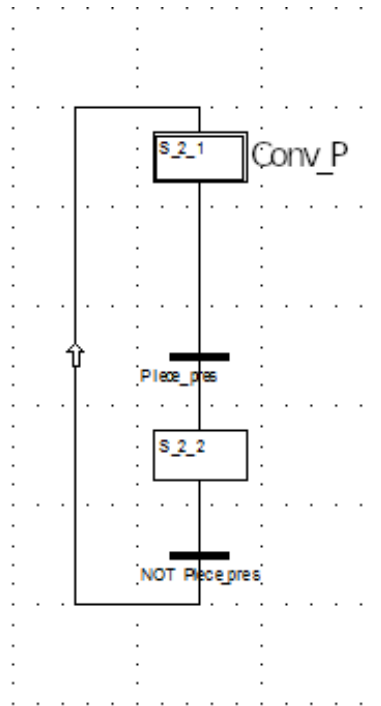 S_2_1
Conv_P
Piece_pres
S_2_2
NOT Piece_pres